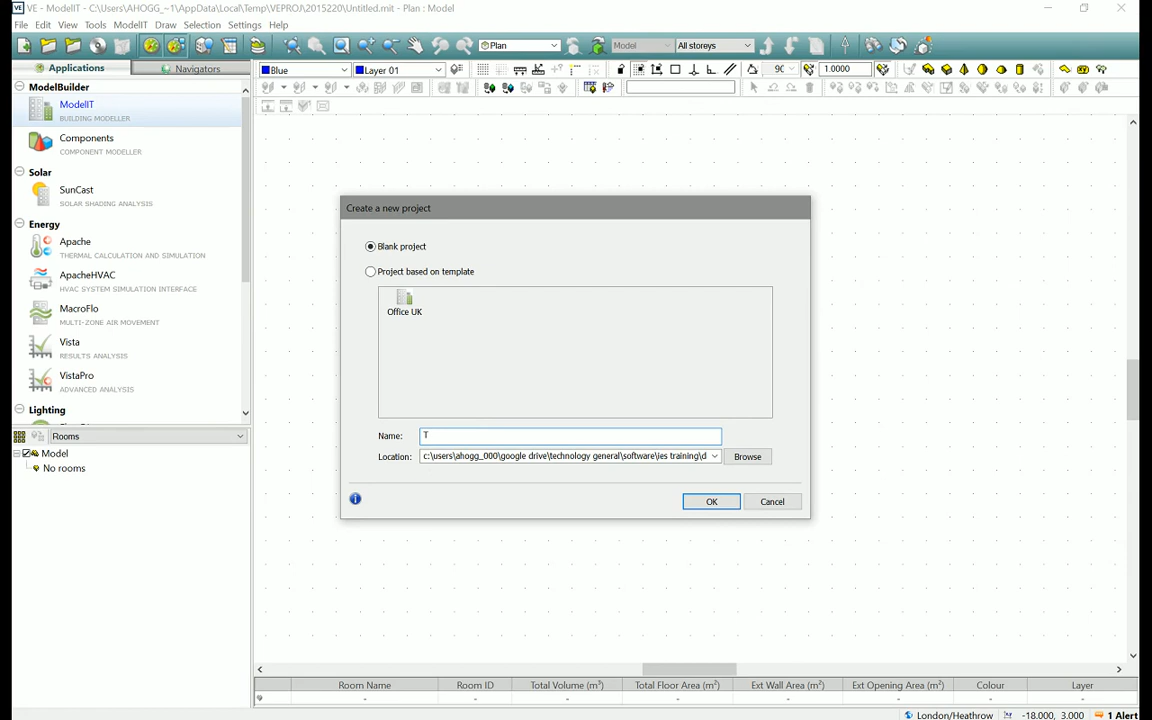 VE - ModelIT - C:\Users\AHOGG_~1\AppData\Local\Temp\VEPROJ\2015220\Untitled.mit - Plan : Model
File Edit View Tools ModelIT Draw Selection Settings Help
Plan Model All storeys
Applications Navigators
Blue Layer 01 90 1.0000
ModelBuilder
ModelIT
BUILDING MODELLER
Components
COMPONENT MODELLER
Solar
SunCast
SOLAR SHADING ANALYSIS
Energy
Apache
THERMAL CALCULATION AND SIMULATION
ApacheHVAC
HVAC SYSTEM SIMULATION INTERFACE
MacroFlo
MULTI-ZONE AIR MOVEMENT
Vista
RESULTS ANALYSIS
VistaPro
ADVANCED ANALYSIS
Lighting
Rooms
Model
No rooms
Create a new project
Blank project
Project based on template
Office UK
Name: T
Location: c:\users\ahogg_000\google drive\technology general\software\ies training\d Browse
OK Cancel
Room Name Room ID Total Volume (m³) Total Floor Area (m²) Ext Wall Area (m²) Ext Opening Area (m²) Colour Layer
- - - - - - - -
London/Heathrow -18.000, 3.000 1 Alert